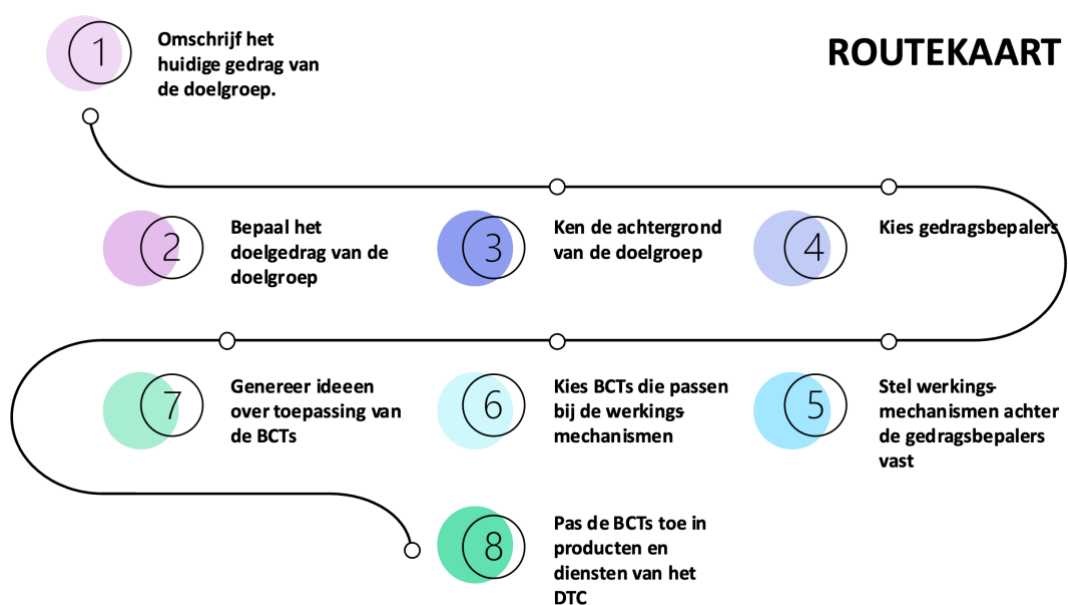 ROUTEKAART
1
Omschrijf het
huidige gedrag van
de doelgroep.
2
Bepaal het
doelgedrag van de
doelgroep
3
Ken de achtergrond
van de doelgroep
4
Kies gedragsbepalers
5
Stel werkings-
mechanismen achter
de gedragsbepalers
vast
6
Kies BCTs die passen
bij de werkings-
mechanismen
7
Genereer ideeen
over toepassing van
de BCTs
8
Pas de BCTs toe in
producten en
diensten van het
DTC